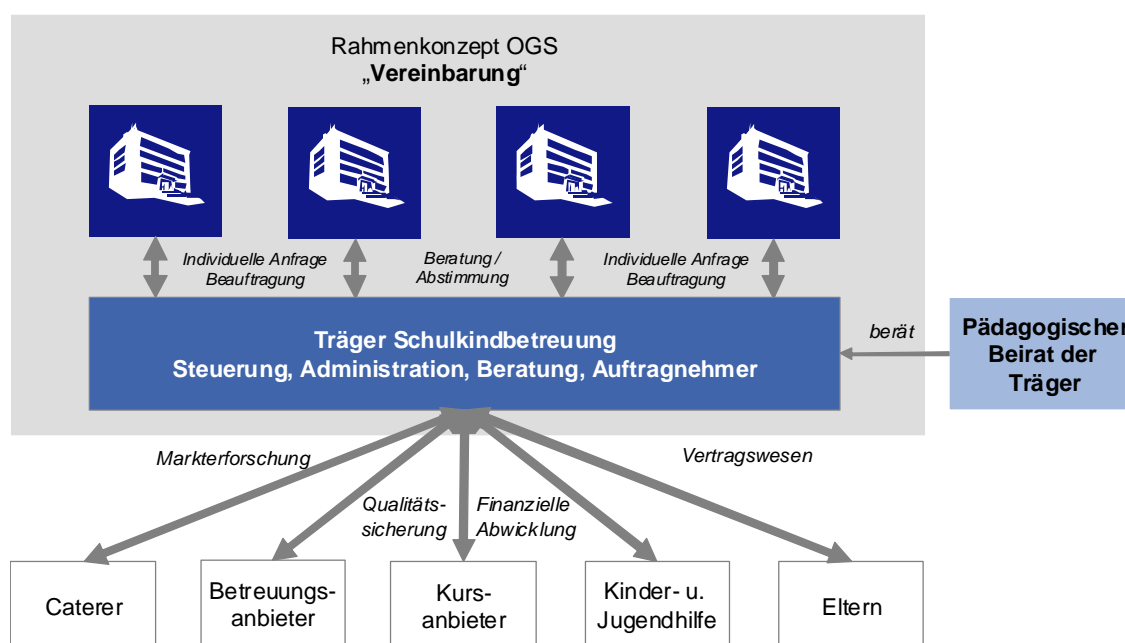 Rahmenkonzept OGS
„Vereinbarung“
Individuelle Anfrage
Beauftragung
Beratung /
Abstimmung
Individuelle Anfrage
Beauftragung
Träger Schulkindbetreuung
Steuerung, Administration, Beratung, Auftragnehmer
berät
Pädagogischer
Beirat der
Träger
Markterforschung
Vertragswesen
Qualitäts-
sicherung
Finanzielle
Abwicklung
Caterer
Betreuungs-
anbieter
Kurs-
anbieter
Kinder- u.
Jugendhilfe
Eltern